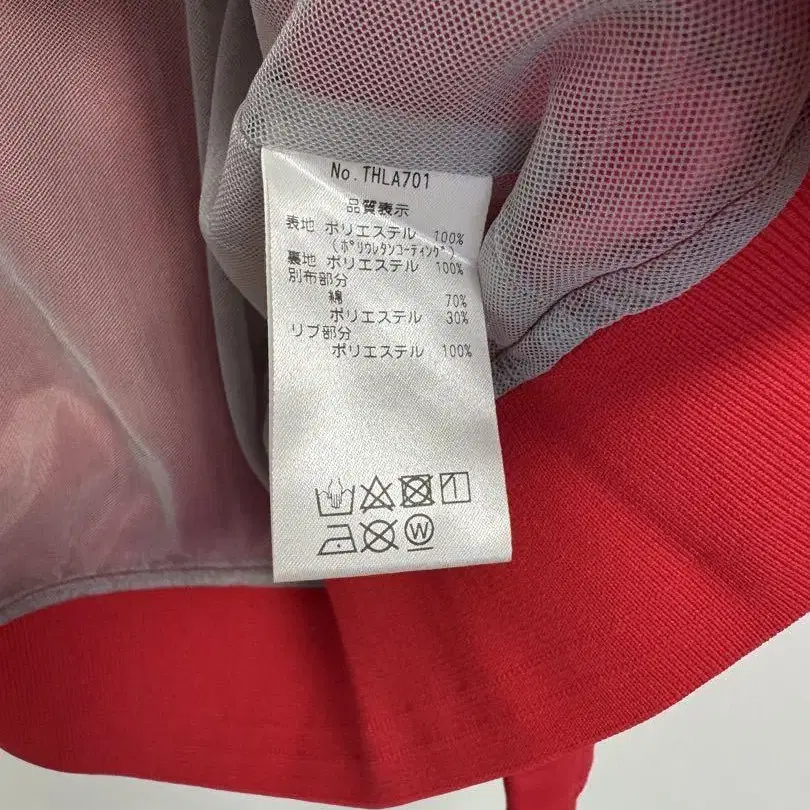 No.THLA701
品質表示
表地 ポリエステル 100%
(ﾎﾟﾘｳﾚﾀﾝｺｰﾃｨﾝｸﾞ)
裏地 ポリエステル 100%
別布部分
綿 70%
ポリエステル 30%
リブ部分
ポリエステル 100%
W